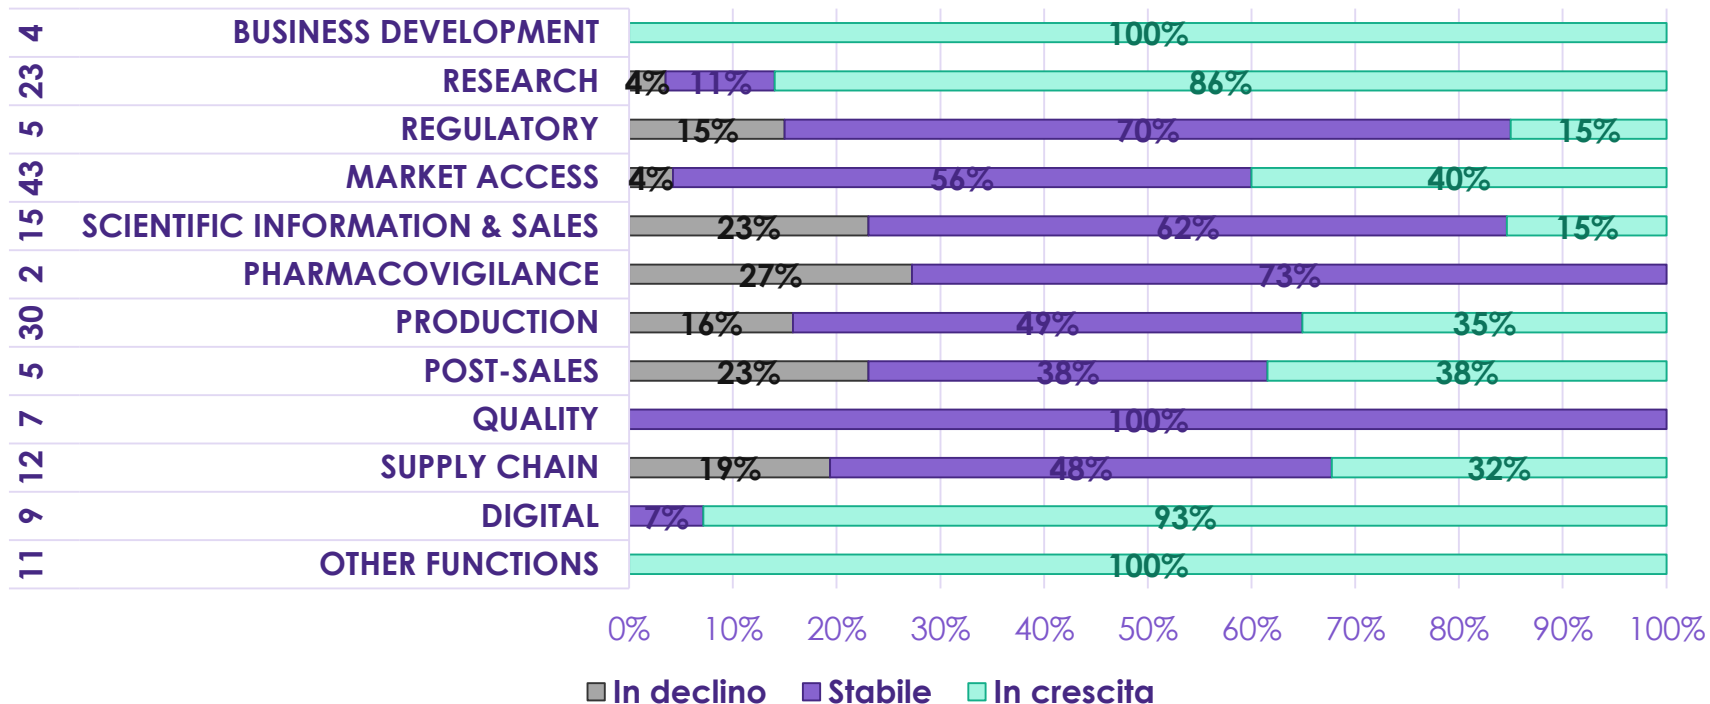 4 BUSINESS DEVELOPMENT 100%
23 RESEARCH 4% 11% 86%
5 REGULATORY 15% 70% 15%
43 MARKET ACCESS 4% 56% 40%
15 SCIENTIFIC INFORMATION & SALES 23% 62% 15%
2 PHARMACOVIGILANCE 27% 73%
30 PRODUCTION 16% 49% 35%
5 POST-SALES 23% 38% 38%
7 QUALITY 100%
12 SUPPLY CHAIN 19% 48% 32%
9 DIGITAL 7% 93%
11 OTHER FUNCTIONS 100%
0% 10% 20% 30% 40% 50% 60% 70% 80% 90% 100%
In declino Stabile In crescita